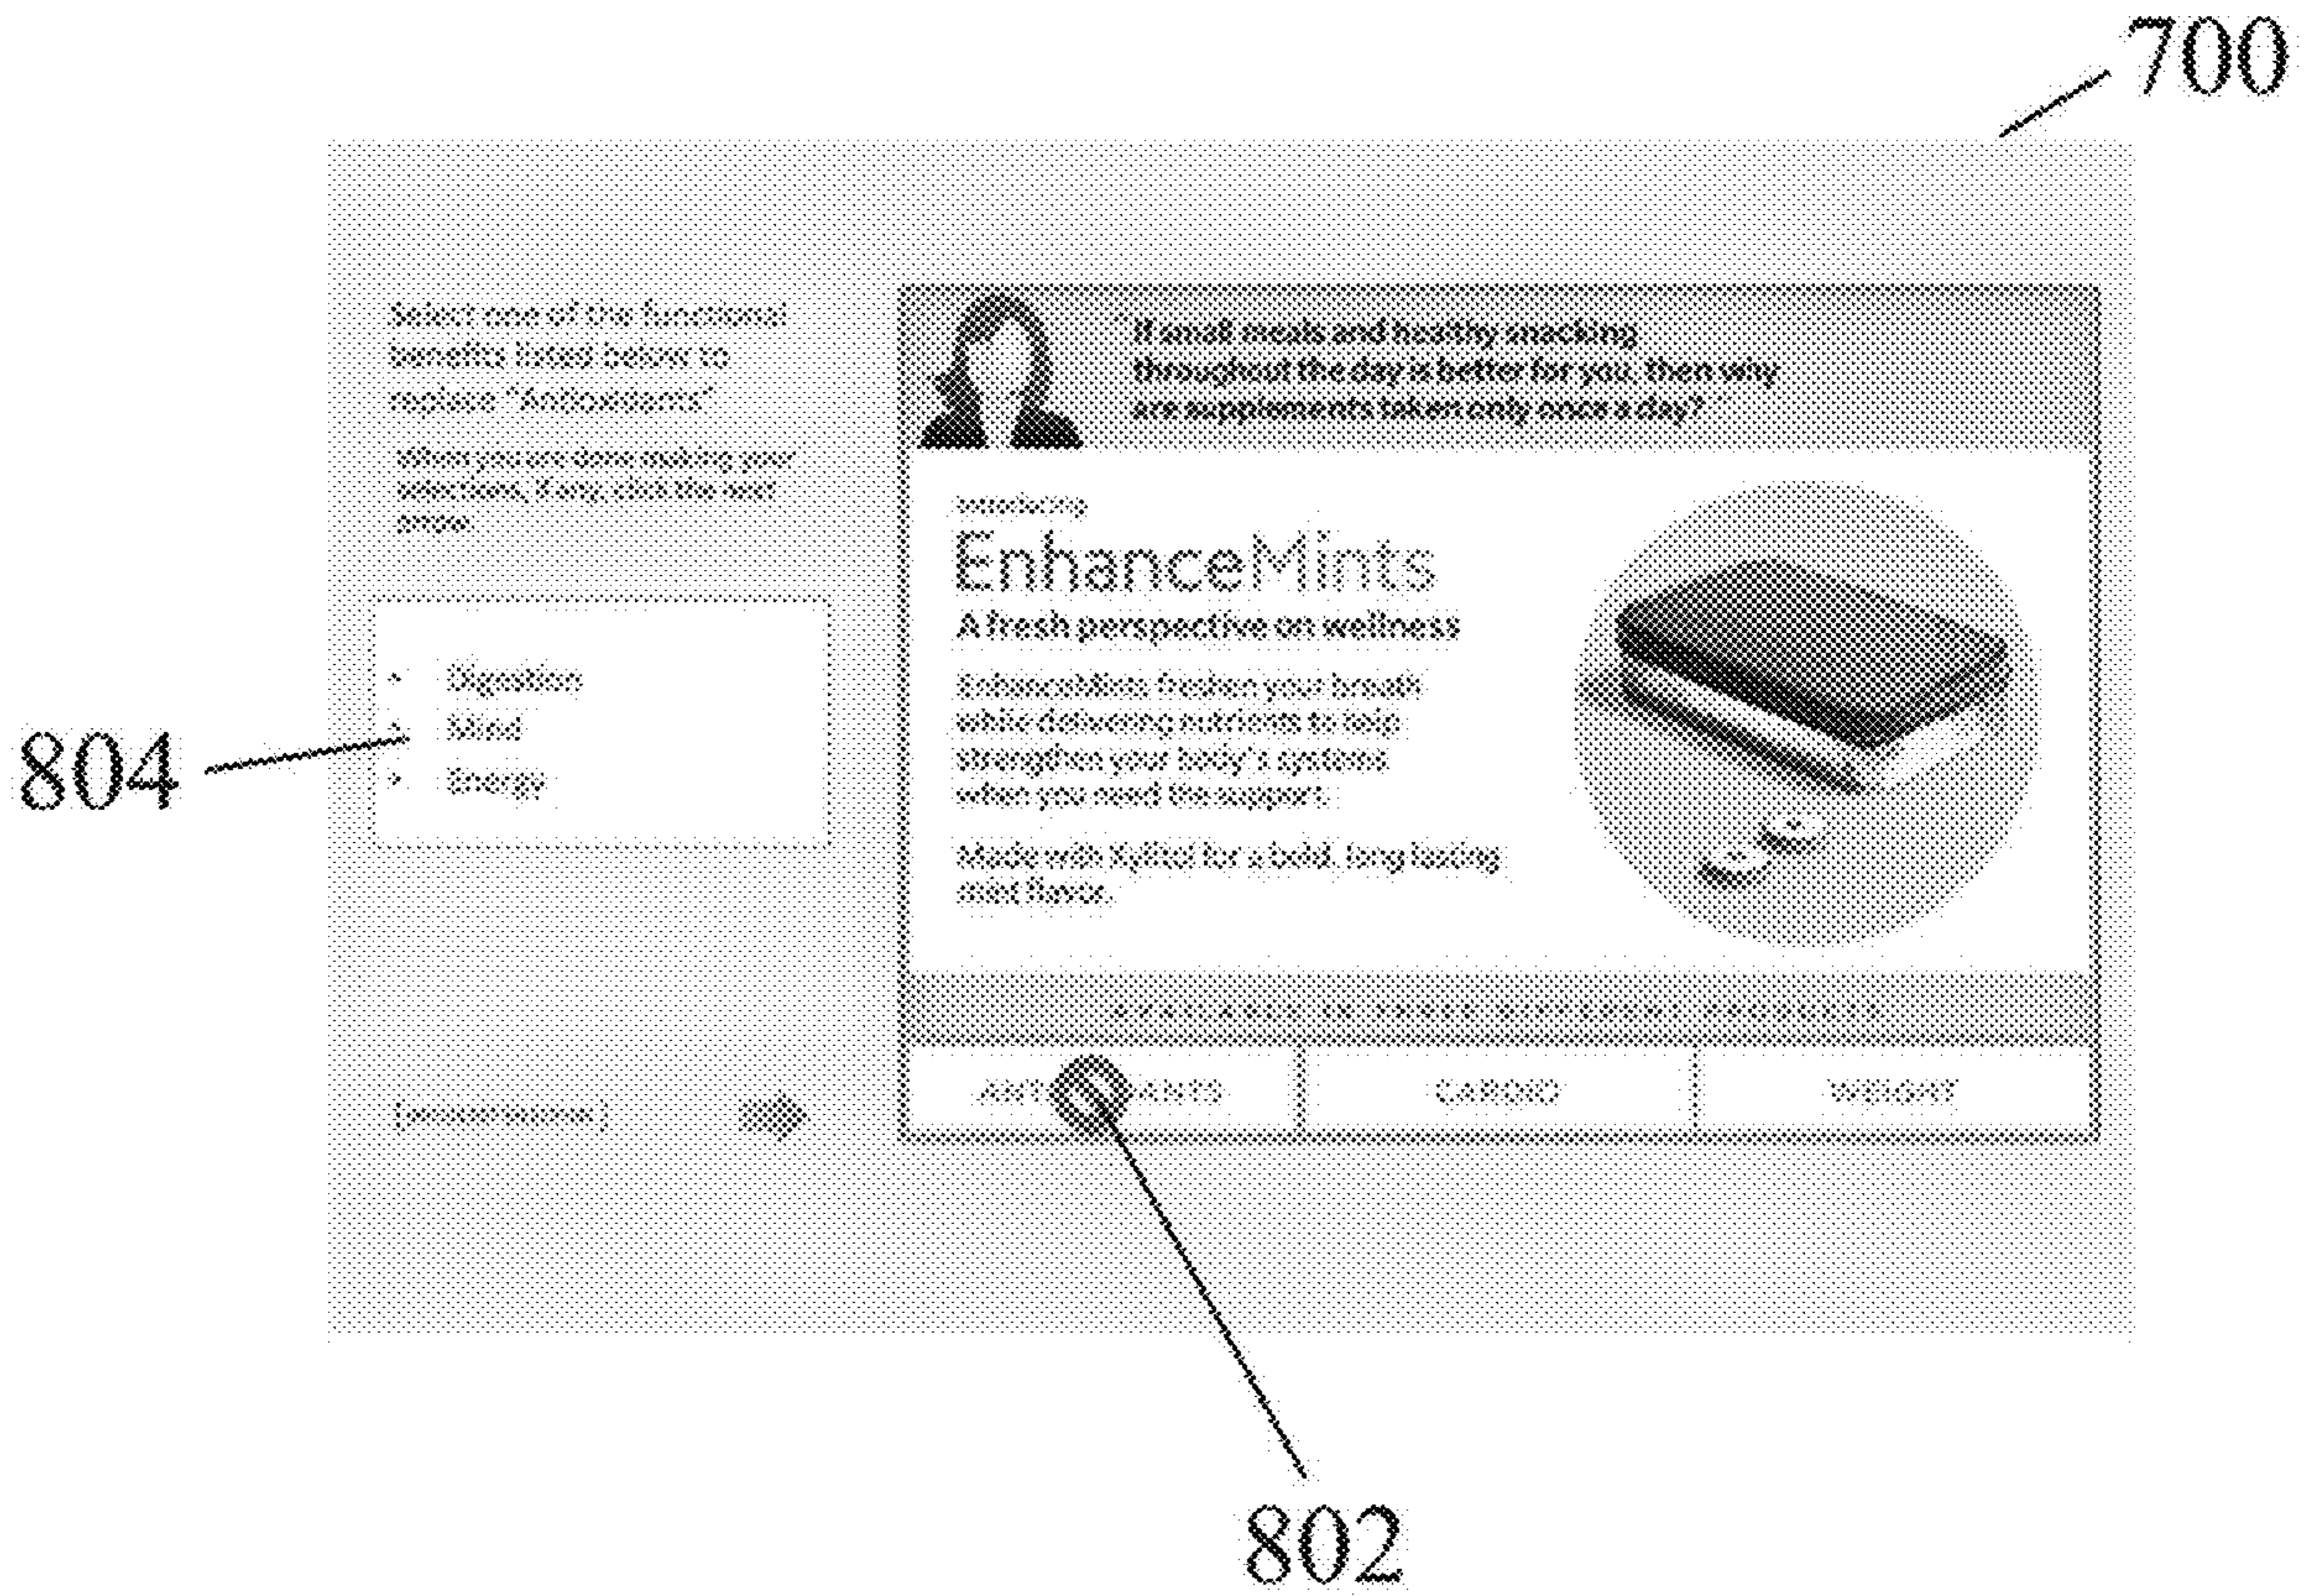 700
Select one of the functional
benefits listed below to
replace "Antioxidants"
When you are done making your
selections, if any, click the next
arrow.
Digestion
Mind
Energy
804
If small meals and healthy snacking
throughout the day is better for you, then why
are supplements taken only once a day?
Introducing
EnhanceMints
A fresh perspective on wellness
EnhanceMints freshen your breath
while delivering nutrients to help
strengthen your body's systems
when you need the support.
Made with Xylitol for a bold, long lasting
mint flavor.
CARDIO
WEIGHT
802